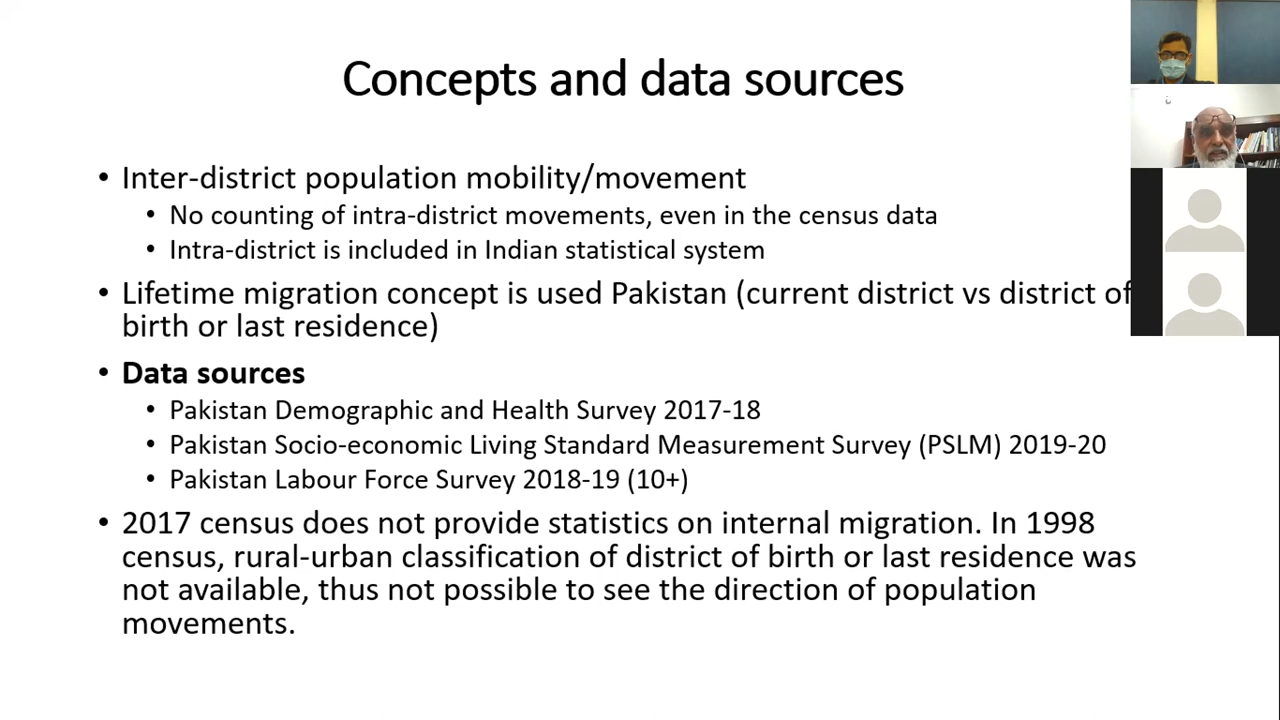 Concepts and data sources
• Inter-district population mobility/movement
• No counting of intra-district movements, even in the census data
• Intra-district is included in Indian statistical system
• Lifetime migration concept is used Pakistan (current district vs district of
birth or last residence)
• Data sources
• Pakistan Demographic and Health Survey 2017-18
• Pakistan Socio-economic Living Standard Measurement Survey (PSLM) 2019-20
• Pakistan Labour Force Survey 2018-19 (10+)
• 2017 census does not provide statistics on internal migration. In 1998
census, rural-urban classification of district of birth or last residence was
not available, thus not possible to see the direction of population
movements.